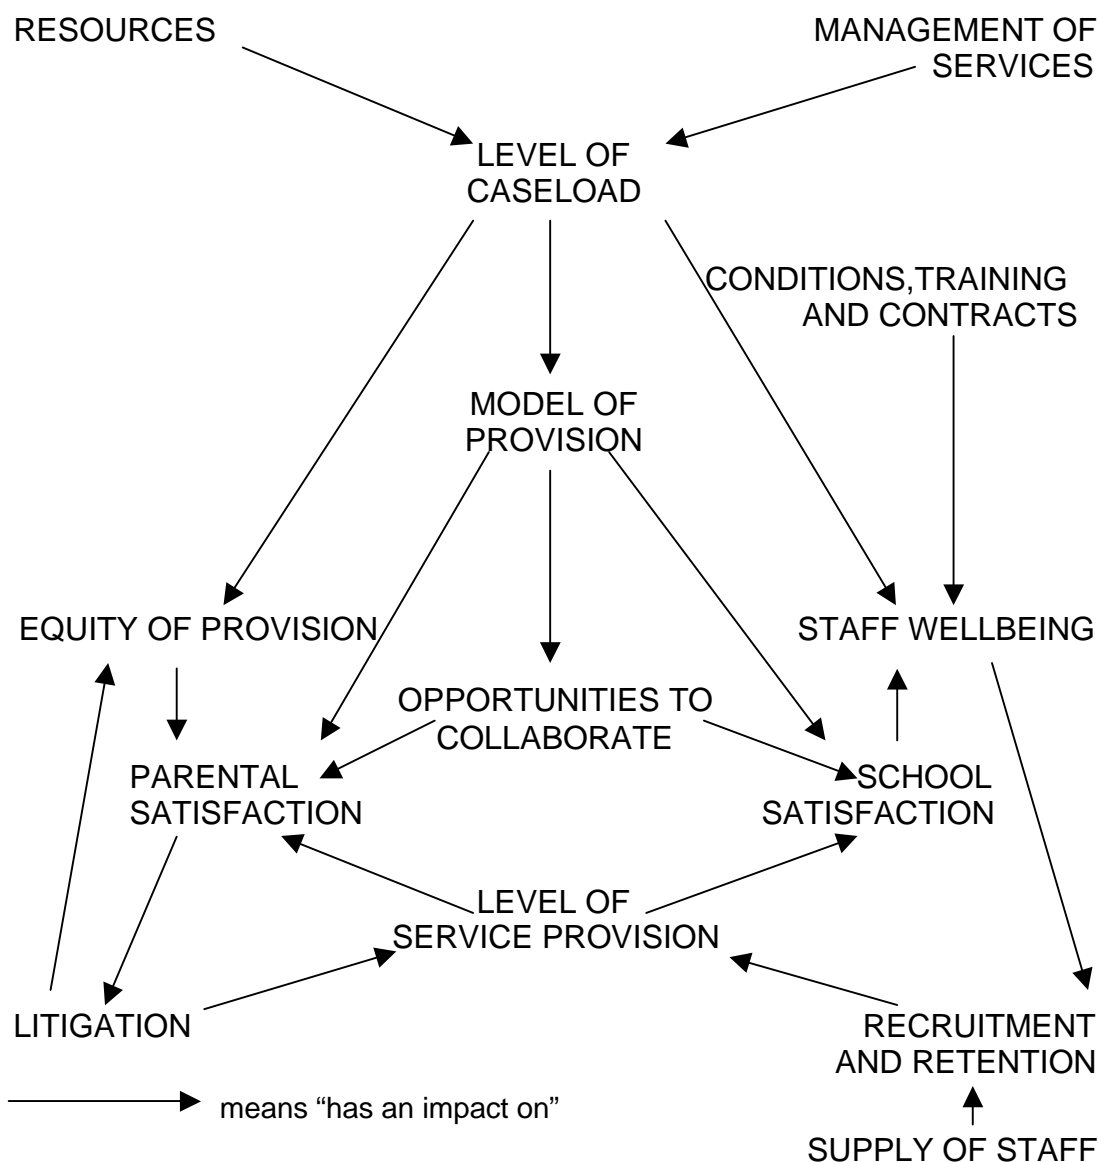 RESOURCES
MANAGEMENT OF
SERVICES
LEVEL OF
CASELOAD
CONDITIONS,TRAINING
AND CONTRACTS
MODEL OF
PROVISION
EQUITY OF PROVISION
STAFF WELLBEING
OPPORTUNITIES TO
COLLABORATE
PARENTAL
SATISFACTION
SCHOOL
SATISFACTION
LEVEL OF
SERVICE PROVISION
LITIGATION
RECRUITMENT
AND RETENTION
means “has an impact on”
SUPPLY OF STAFF